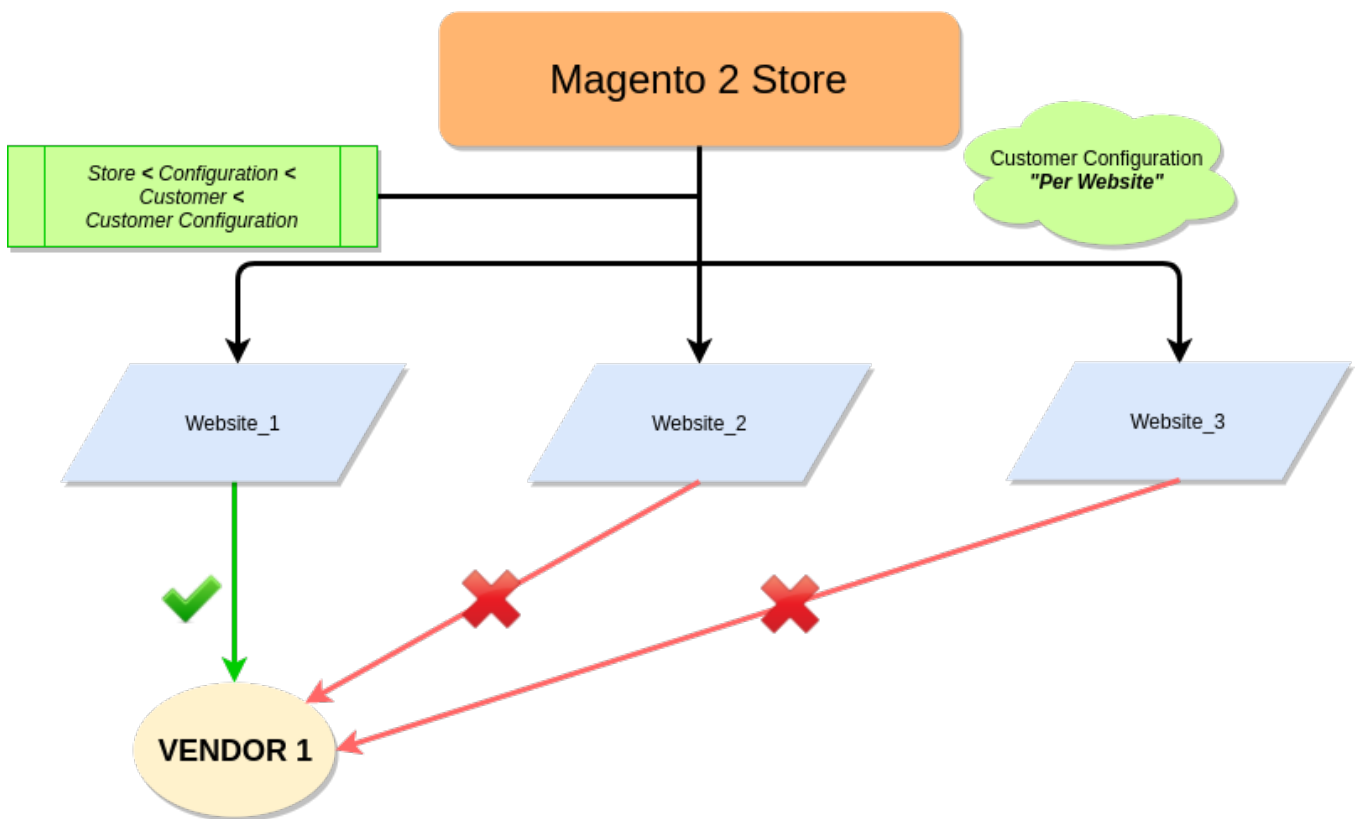 Magento 2 Store
Store < Configuration <
Customer <
Customer Configuration
Customer Configuration
"Per Website"
Website_1
Website_2
Website_3
VENDOR 1